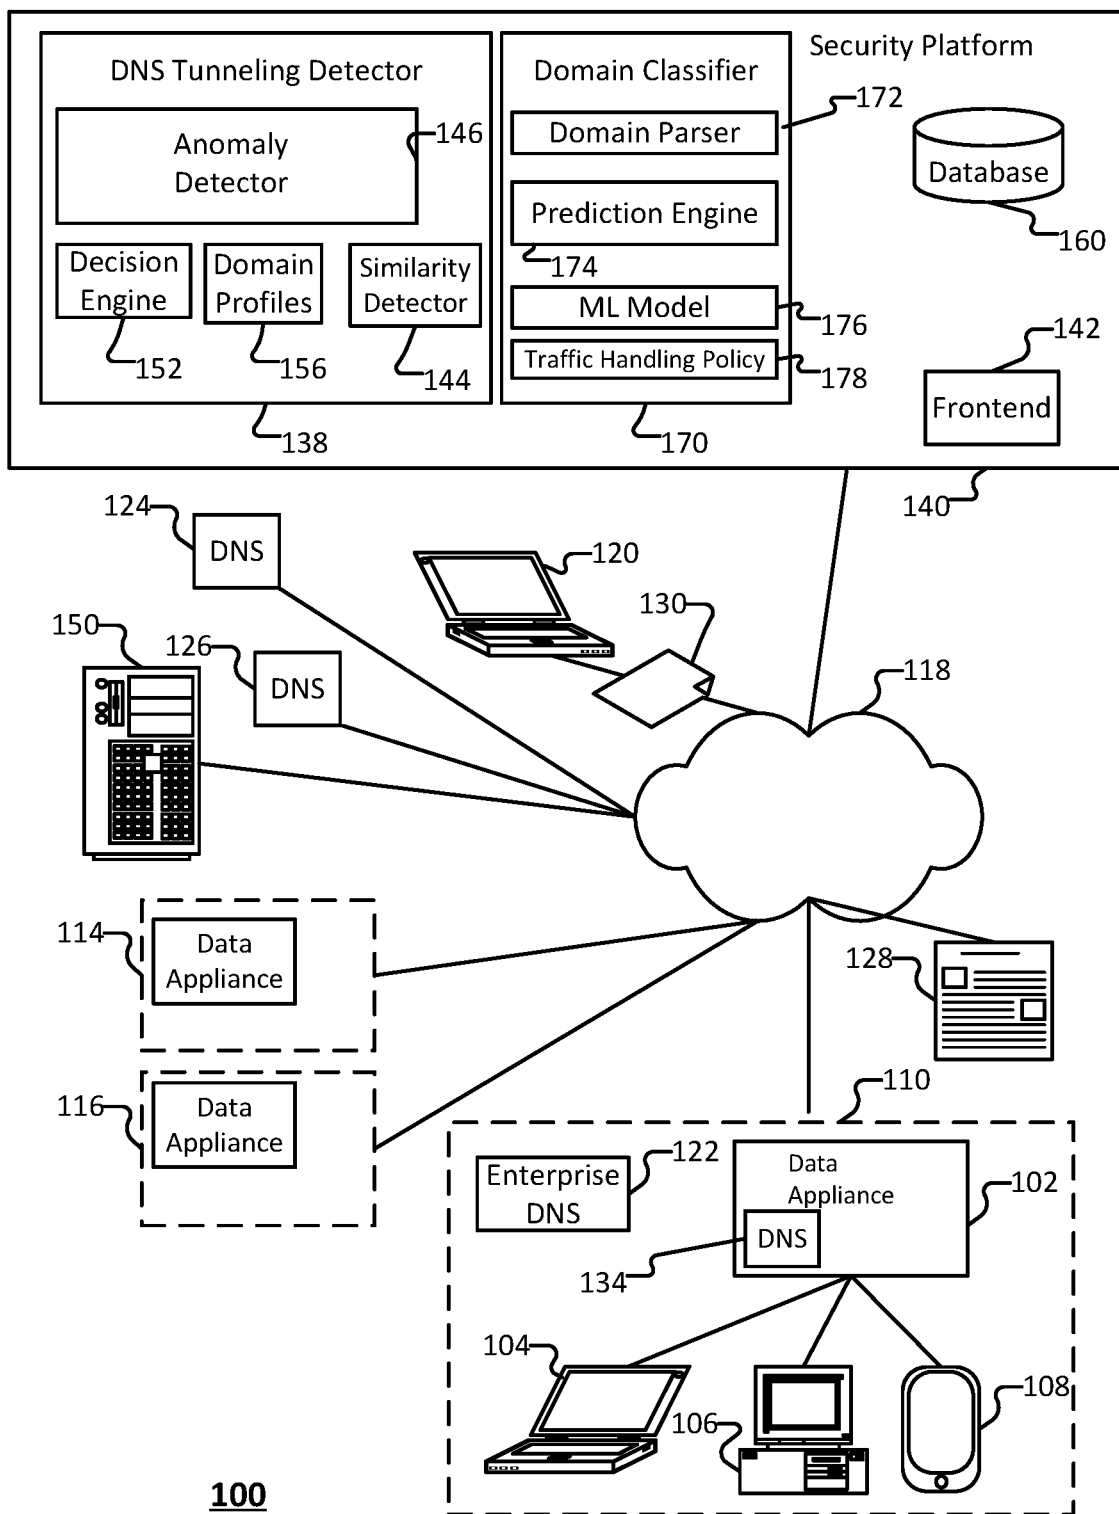 Security Platform
DNS Tunneling Detector
Domain Classifier
Anomaly
Detector
146
Domain Parser
172
Database
160
Prediction Engine
174
Decision
Engine
152
Domain
Profiles
156
Similarity
Detector
144
ML Model
176
Traffic Handling Policy
178
142
Frontend
138
170
140
124
DNS
120
130
150
126
DNS
118
114
Data
Appliance
128
116
Data
Appliance
110
Enterprise
DNS
122
Data
Appliance
102
DNS
134
104
106
108
100